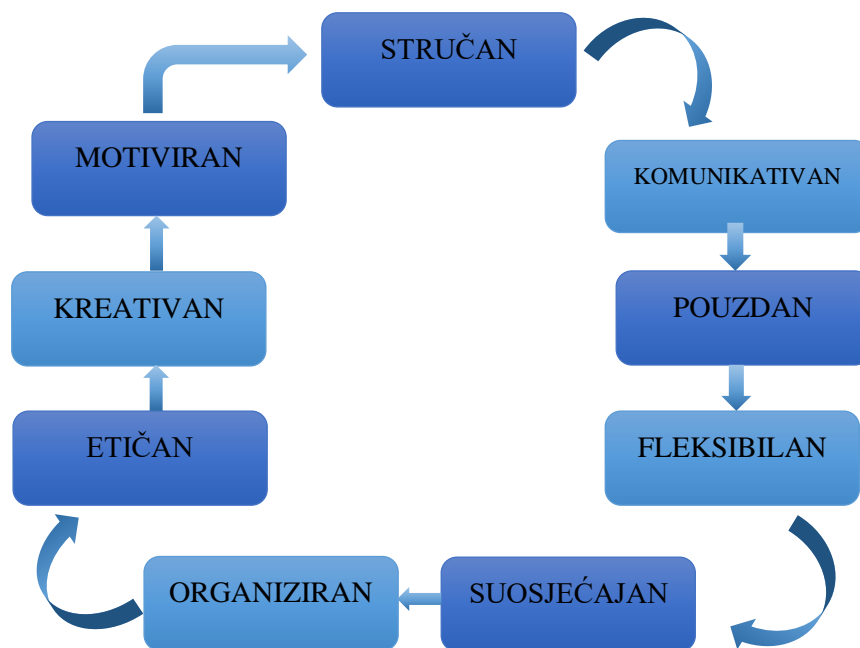 STRUČAN
KOMUNIKATIVAN
POUZDAN
FLEKSIBILAN
SUOSJEĆAJAN
ORGANIZIRAN
ETIČAN
KREATIVAN
MOTIVIRAN